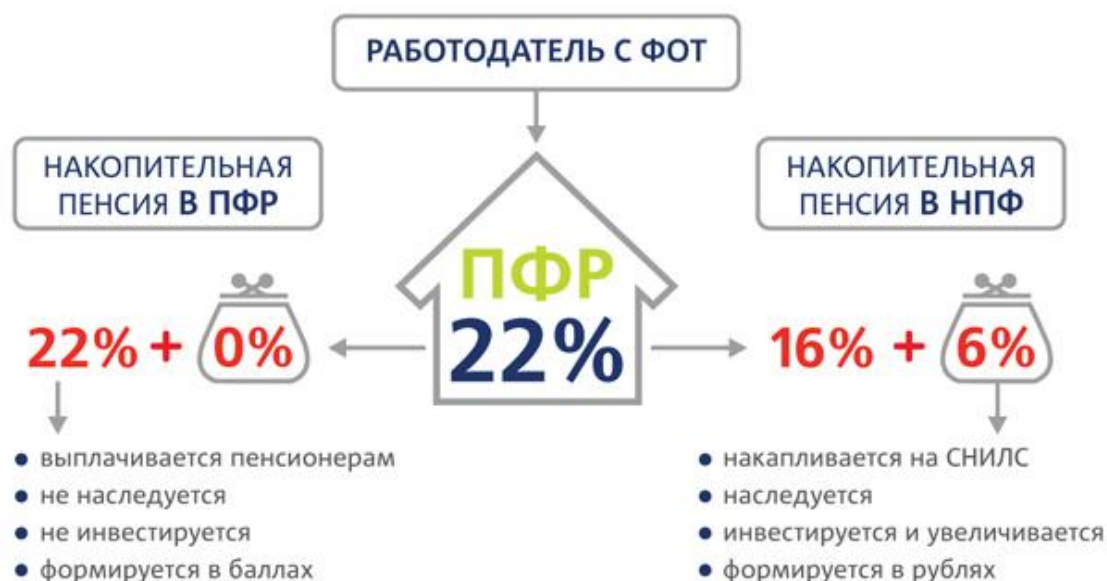 РАБОТОДАТЕЛЬ С ФОТ
НАКОПИТЕЛЬНАЯ
ПЕНСИЯ В ПФР
НАКОПИТЕЛЬНАЯ
ПЕНСИЯ В НПФ
ПФР
22%
22% + 0%
16% + 6%
• выплачивается пенсионерам
• не наследуется
• не инвестируется
• формируется в баллах
• накапливается на СНИЛС
• наследуется
• инвестируется и увеличивается
• формируется в рублях